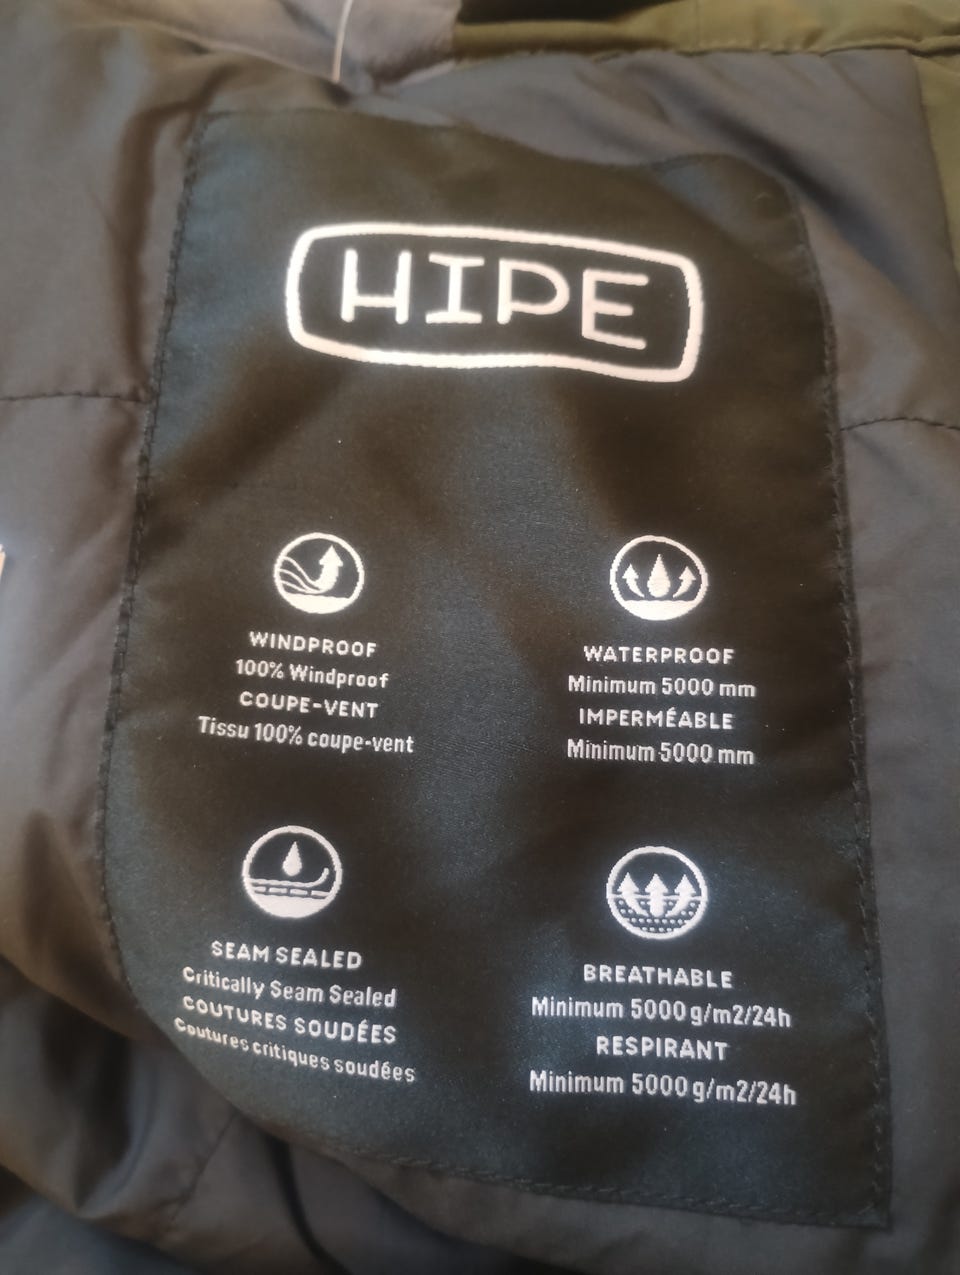 HIPE
WINDPROOF
100% Windproof
COUPE-VENT
Tissu 100% coupe-vent
WATERPROOF
Minimum 5000 mm
IMPERMÉABLE
Minimum 5000 mm
SEAM SEALED
Critically Seam Sealed
COUTURES SOUDÉES
Coutures critiques soudées
BREATHABLE
Minimum 5000 g/m2/24h
RESPIRANT
Minimum 5000 g/m2/24h